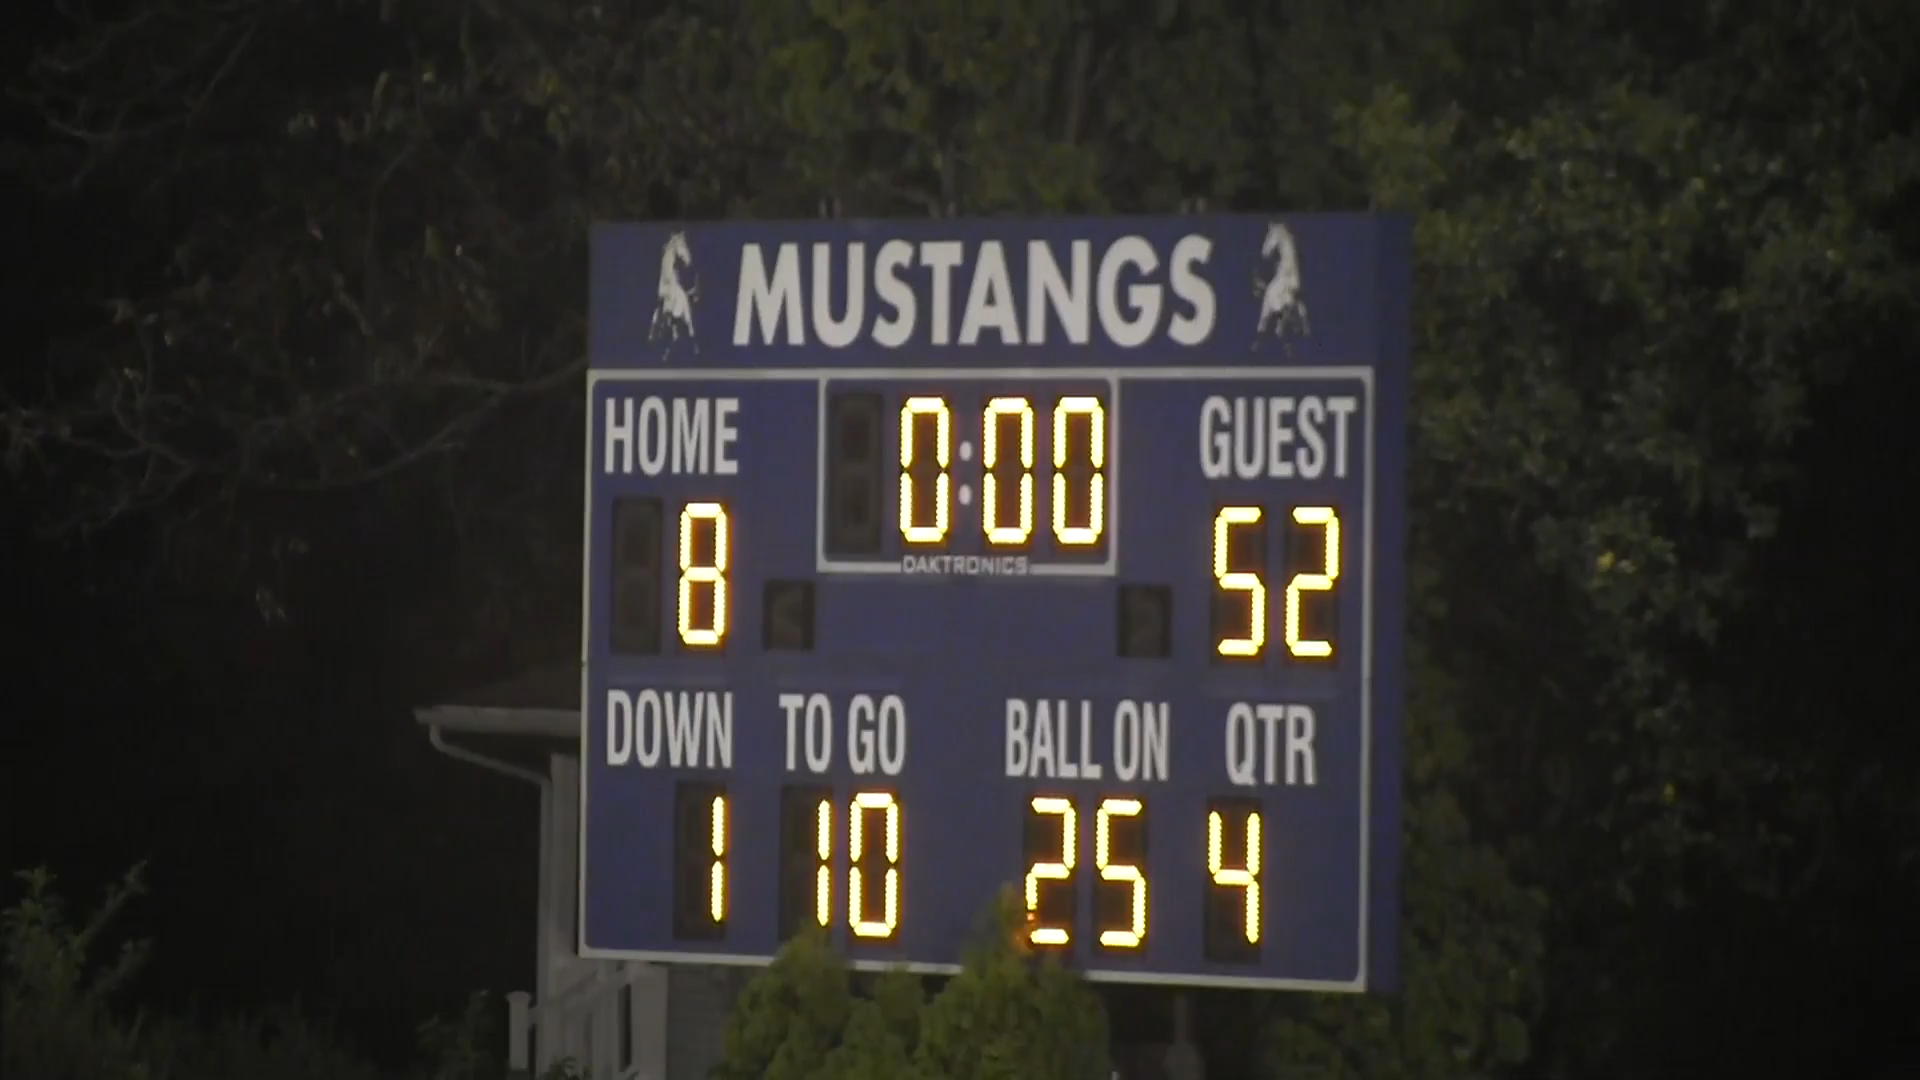 MUSTANGS
HOME 0:00 GUEST
DAKTRONICS
8 52
DOWN TO GO BALL ON QTR
1 10 25 4